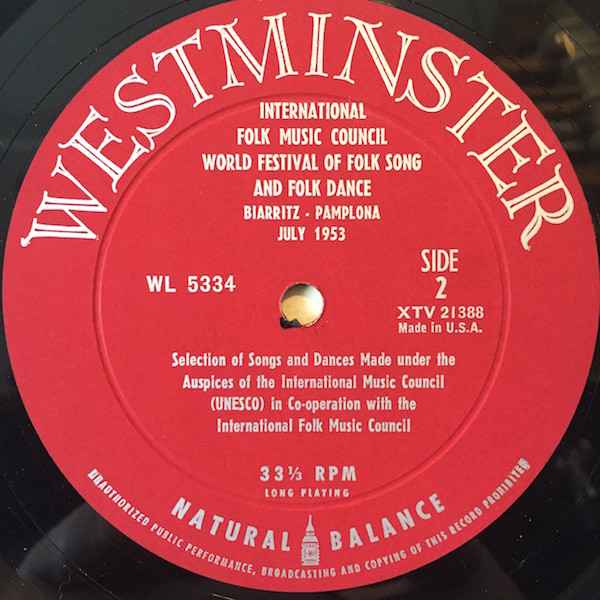 WESTMINSTER
INTERNATIONAL
FOLK MUSIC COUNCIL
WORLD FESTIVAL OF FOLK SONG
AND FOLK DANCE
BIARRITZ - PAMPLONA
JULY 1953
WL 5334
SIDE
2
XTV 21388
Made in U.S.A.
Selection of Songs and Dances Made under the
Auspices of the International Music Council
(UNESCO) in Co-operation with the
International Folk Music Council
33⅓ RPM
LONG PLAYING
NATURAL BALANCE
UNAUTHORIZED PUBLIC PERFORMANCE, BROADCASTING AND COPYING OF THIS RECORD PROHIBITED